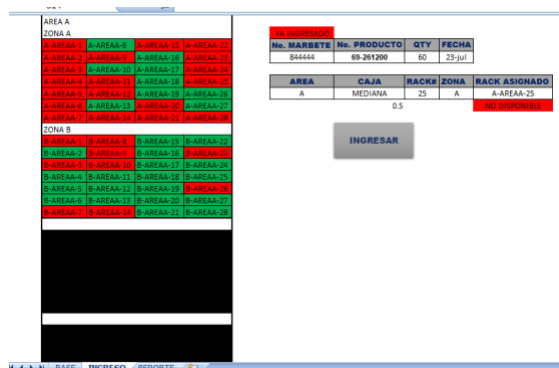 AREA A
ZONA A
A-AREAA-1 A-AREAA-8 A-AREAA-15 A-AREAA-22
A-AREAA-2 A-AREAA-9 A-AREAA-16 A-AREAA-23
A-AREAA-3 A-AREAA-10 A-AREAA-17 A-AREAA-24
A-AREAA-4 A-AREAA-11 A-AREAA-18 A-AREAA-25
A-AREAA-5 A-AREAA-12 A-AREAA-19 A-AREAA-26
A-AREAA-6 A-AREAA-13 A-AREAA-20 A-AREAA-27
A-AREAA-7 A-AREAA-14 A-AREAA-21 A-AREAA-28
ZONA B
B-AREAA-1 B-AREAA-8 B-AREAA-15 B-AREAA-22
B-AREAA-2 B-AREAA-9 B-AREAA-16 B-AREAA-23
B-AREAA-3 B-AREAA-10 B-AREAA-17 B-AREAA-24
B-AREAA-4 B-AREAA-11 B-AREAA-18 B-AREAA-25
B-AREAA-5 B-AREAA-12 B-AREAA-19 B-AREAA-26
B-AREAA-6 B-AREAA-13 B-AREAA-20 B-AREAA-27
B-AREAA-7 B-AREAA-14 B-AREAA-21 B-AREAA-28
YA INGRESADO
No. MARBETE No. PRODUCTO QTY FECHA
844444 69-261200 60 23-jul
AREA CAJA RACK# ZONA RACK ASIGNADO
A MEDIANA 25 A A-AREAA-25
0.5 NO DISPONIBLE
INGRESAR
BASE INGRESO REPORTE